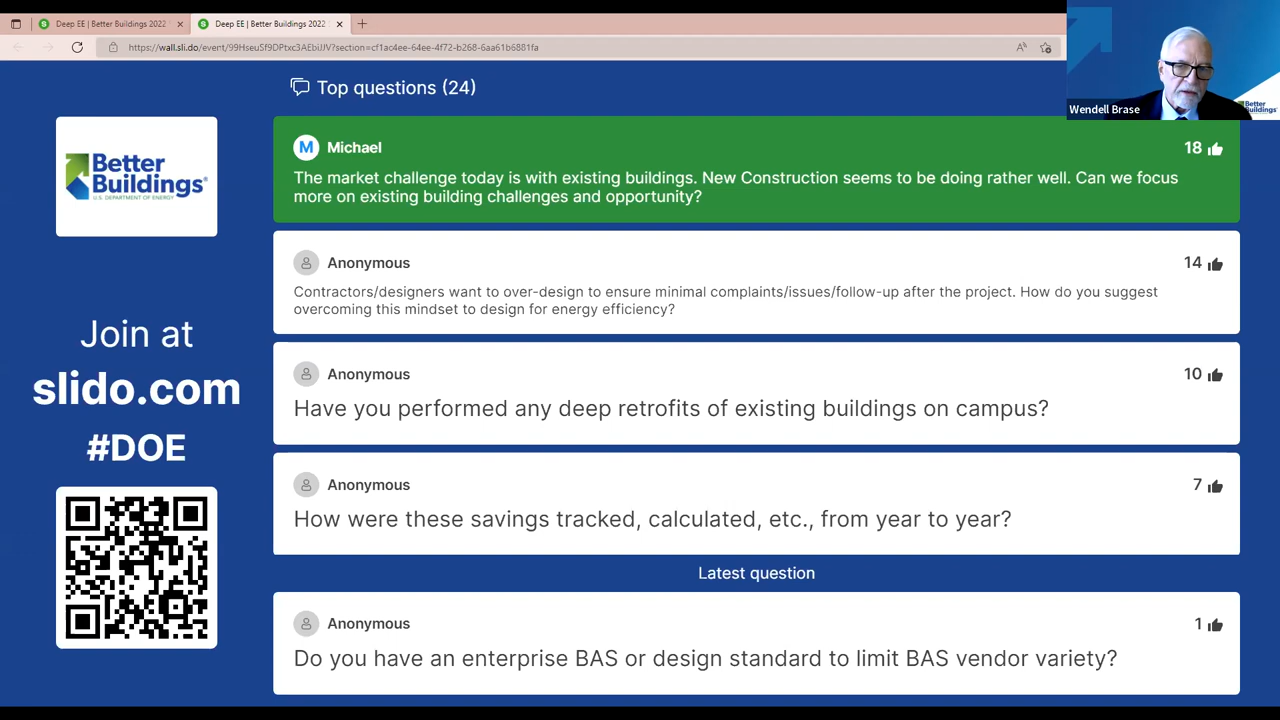 Deep EE | Better Buildings 2022
Deep EE | Better Buildings 2022
https://wall.sli.do/event/99HseuSf9DPtxc3AEbiJJV?section=cf1ac4ee-64ee-4f72-b268-6aa61b6881fa
Wendell Brase
Better
Buildings
Top questions (24)
Better
Buildings®
U.S. DEPARTMENT OF ENERGY
Join at
slido.com
#DOE
M Michael
18
The market challenge today is with existing buildings. New Construction seems to be doing rather well. Can we focus
more on existing building challenges and opportunity?
Anonymous
14
Contractors/designers want to over-design to ensure minimal complaints/issues/follow-up after the project. How do you suggest
overcoming this mindset to design for energy efficiency?
Anonymous
10
Have you performed any deep retrofits of existing buildings on campus?
Anonymous
7
How were these savings tracked, calculated, etc., from year to year?
Latest question
Anonymous
1
Do you have an enterprise BAS or design standard to limit BAS vendor variety?